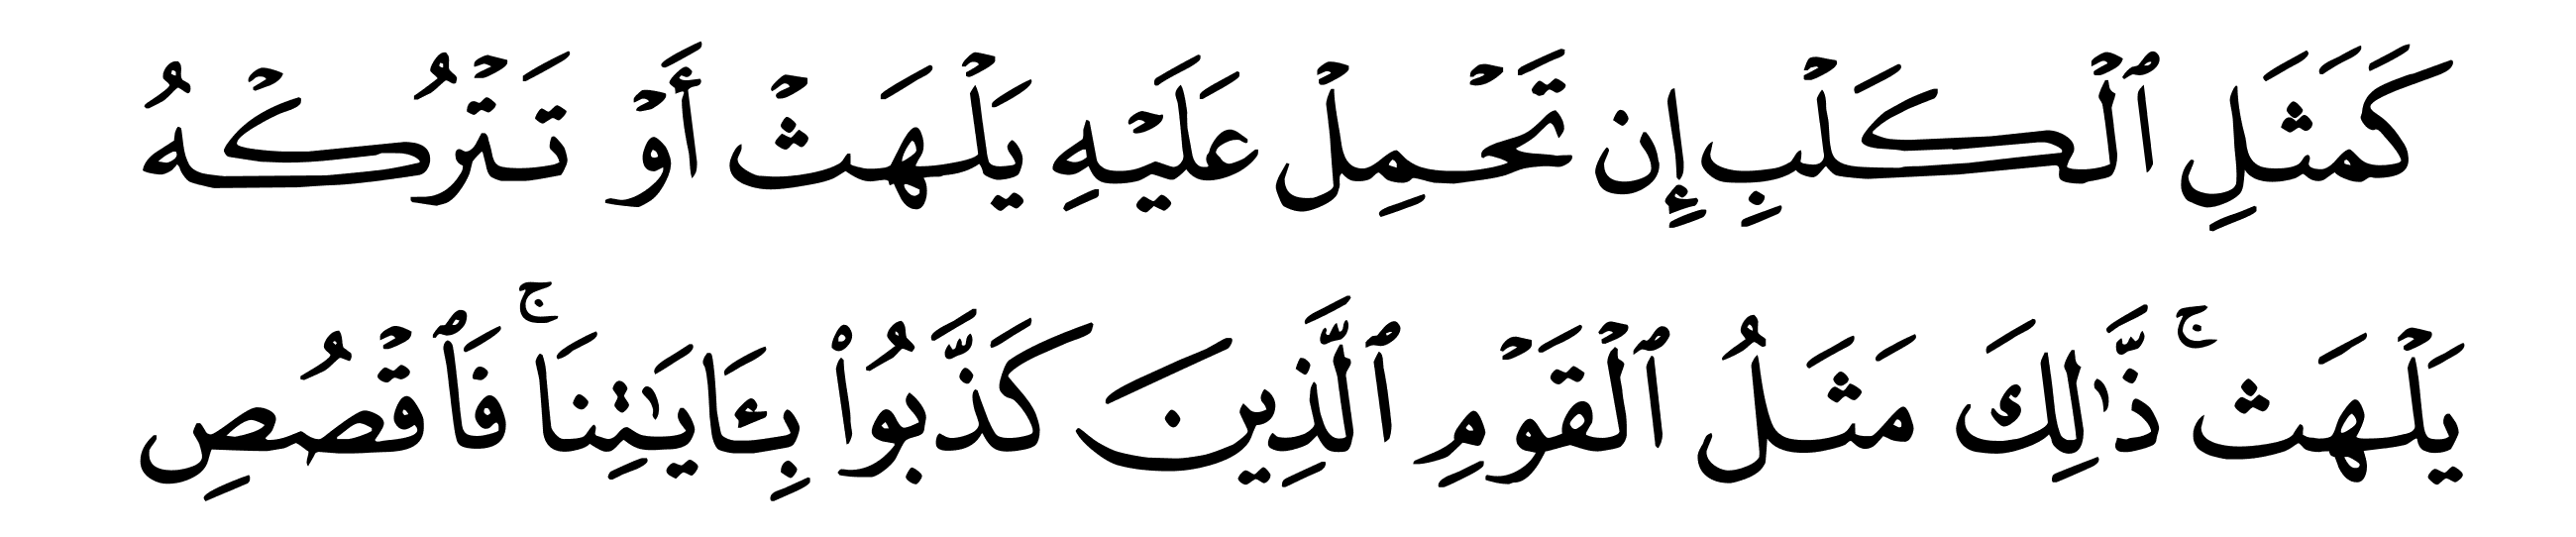 كَمَثَلِ ٱلۡكَلۡبِ إِن تَحۡمِلۡ عَلَيۡهِ يَلۡهَثۡ أَوۡ تَتۡرُكۡهُ
يَلۡهَثۚ ذَّٰلِكَ مَثَلُ ٱلۡقَوۡمِ ٱلَّذِينَ كَذَّبُواْ بِـَٔايَٰتِنَاۚ فَٱقۡصُصِ